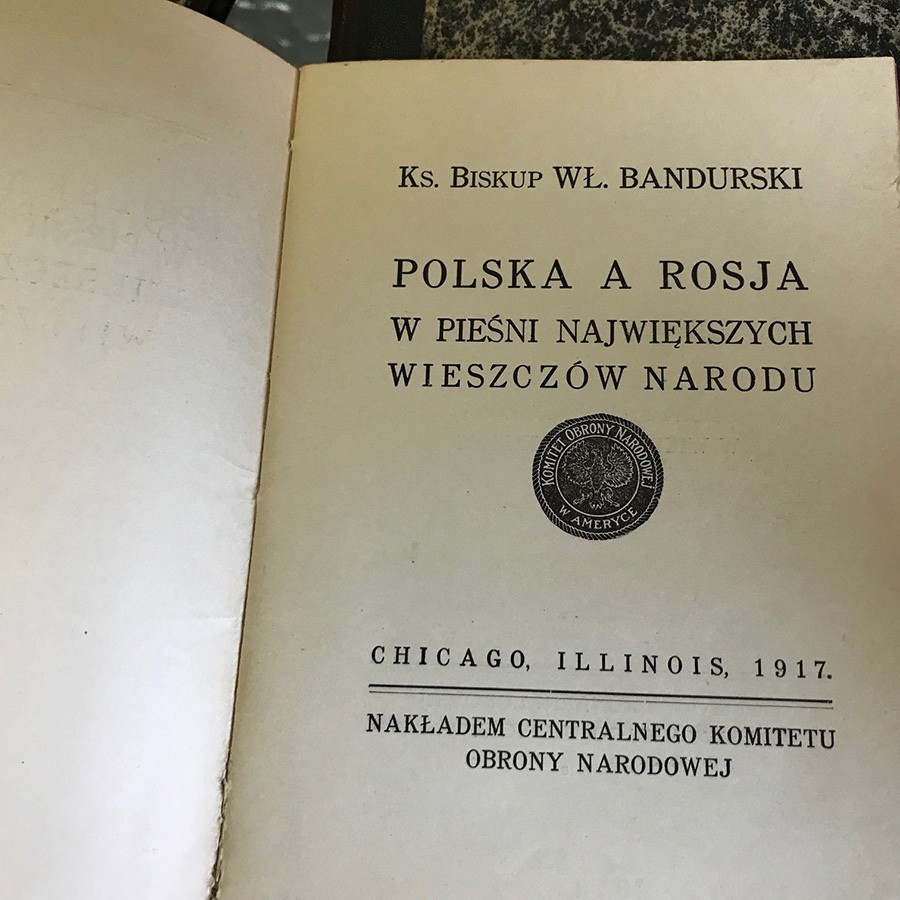 Ks. Biskup WŁ. BANDURSKI
POLSKA A ROSJA
W PIEŚNI NAJWIĘKSZYCH
WIESZCZÓW NARODU
KOMITET OBRONY NARODOWEJ
W AMERYCE
CHICAGO, ILLINOIS, 1917.
NAKŁADEM CENTRALNEGO KOMITETU
OBRONY NARODOWEJ